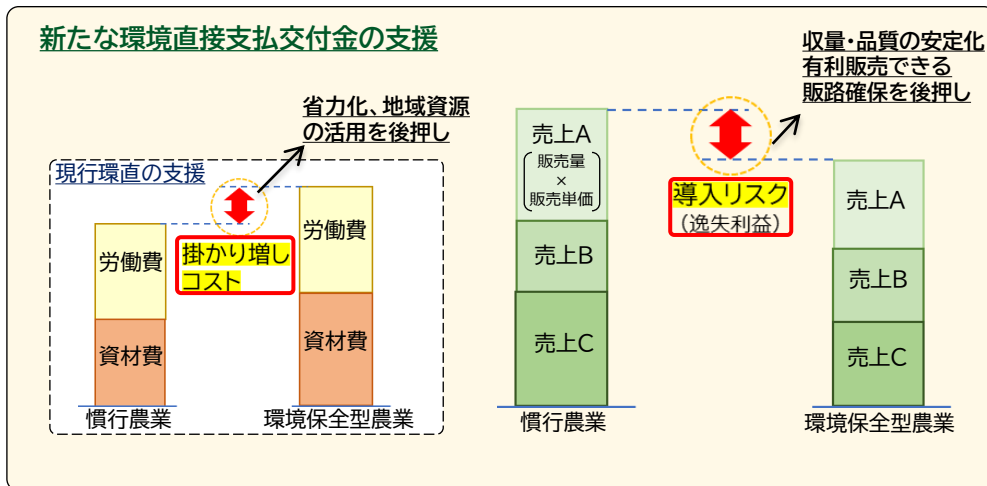 新たな環境直接支払交付金の支援
現行環直の支援
省力化、地域資源
の活用を後押し
掛かり増し
コスト
労働費
資材費
慣行農業
労働費
資材費
環境保全型農業
収量・品質の安定化
有利販売できる
販路確保を後押し
導入リスク
（逸失利益）
売上A
販売量
×
販売単価
売上B
売上C
慣行農業
売上A
売上B
売上C
環境保全型農業